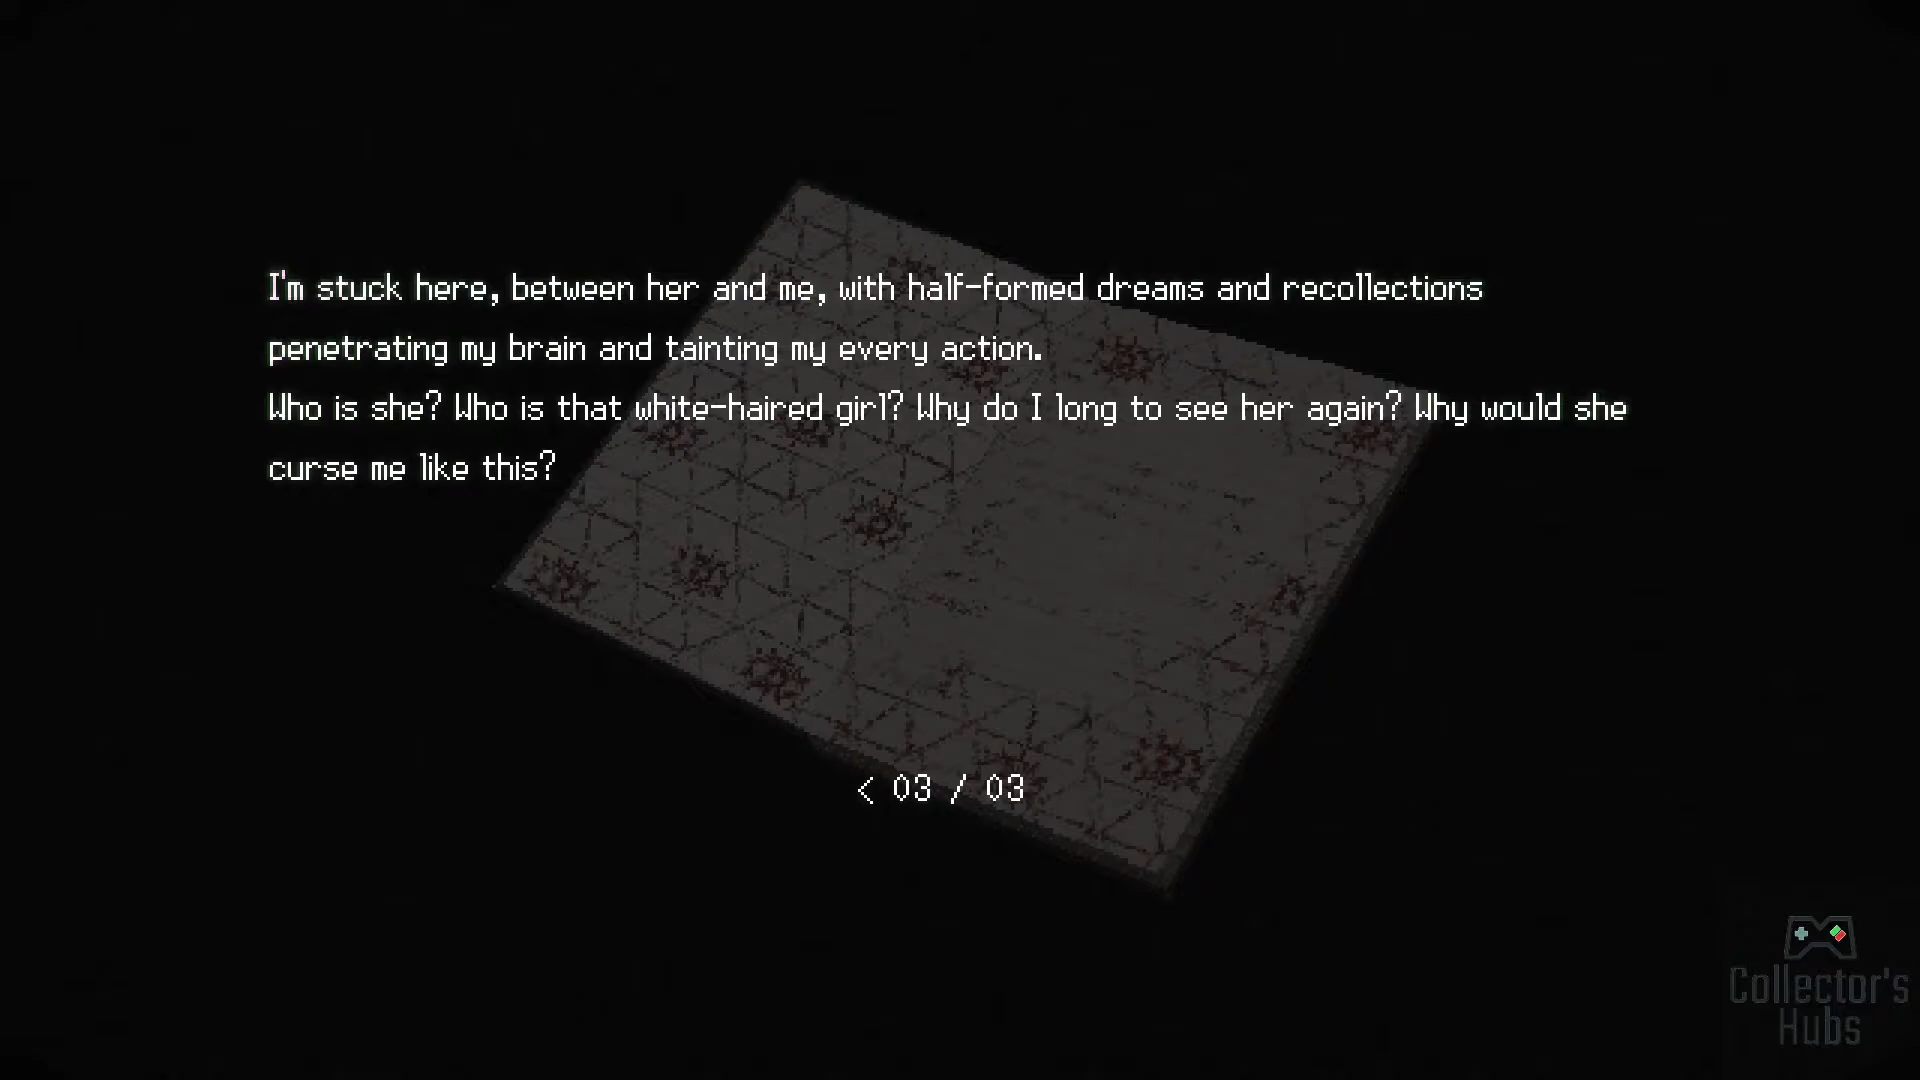 I'm stuck here, between her and me, with half-formed dreams and recollections
penetrating my brain and tainting my every action.
Who is she? Who is that white-haired girl? Why do I long to see her again? Why would she
curse me like this?
< 03 / 03
Collector's
Hubs